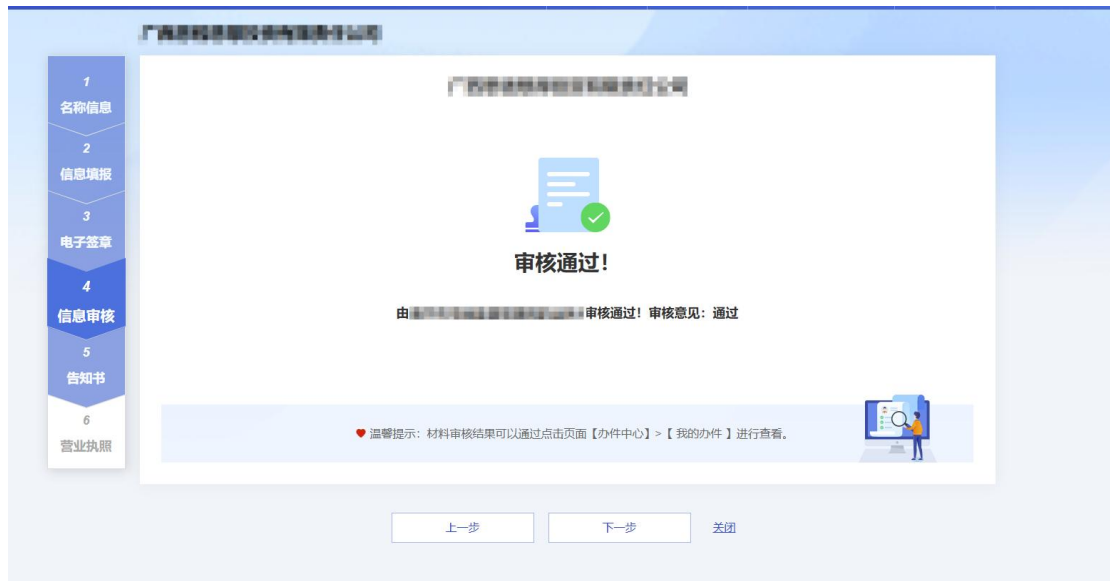 1
名称信息
2
信息填报
3
电子签章
4
信息审核
5
告知书
6
营业执照
审核通过！
由 审核通过！审核意见：通过
温馨提示：材料审核结果可以通过点击页面【办件中心】>【 我的办件 】进行查看。
上一步
下一步
关闭